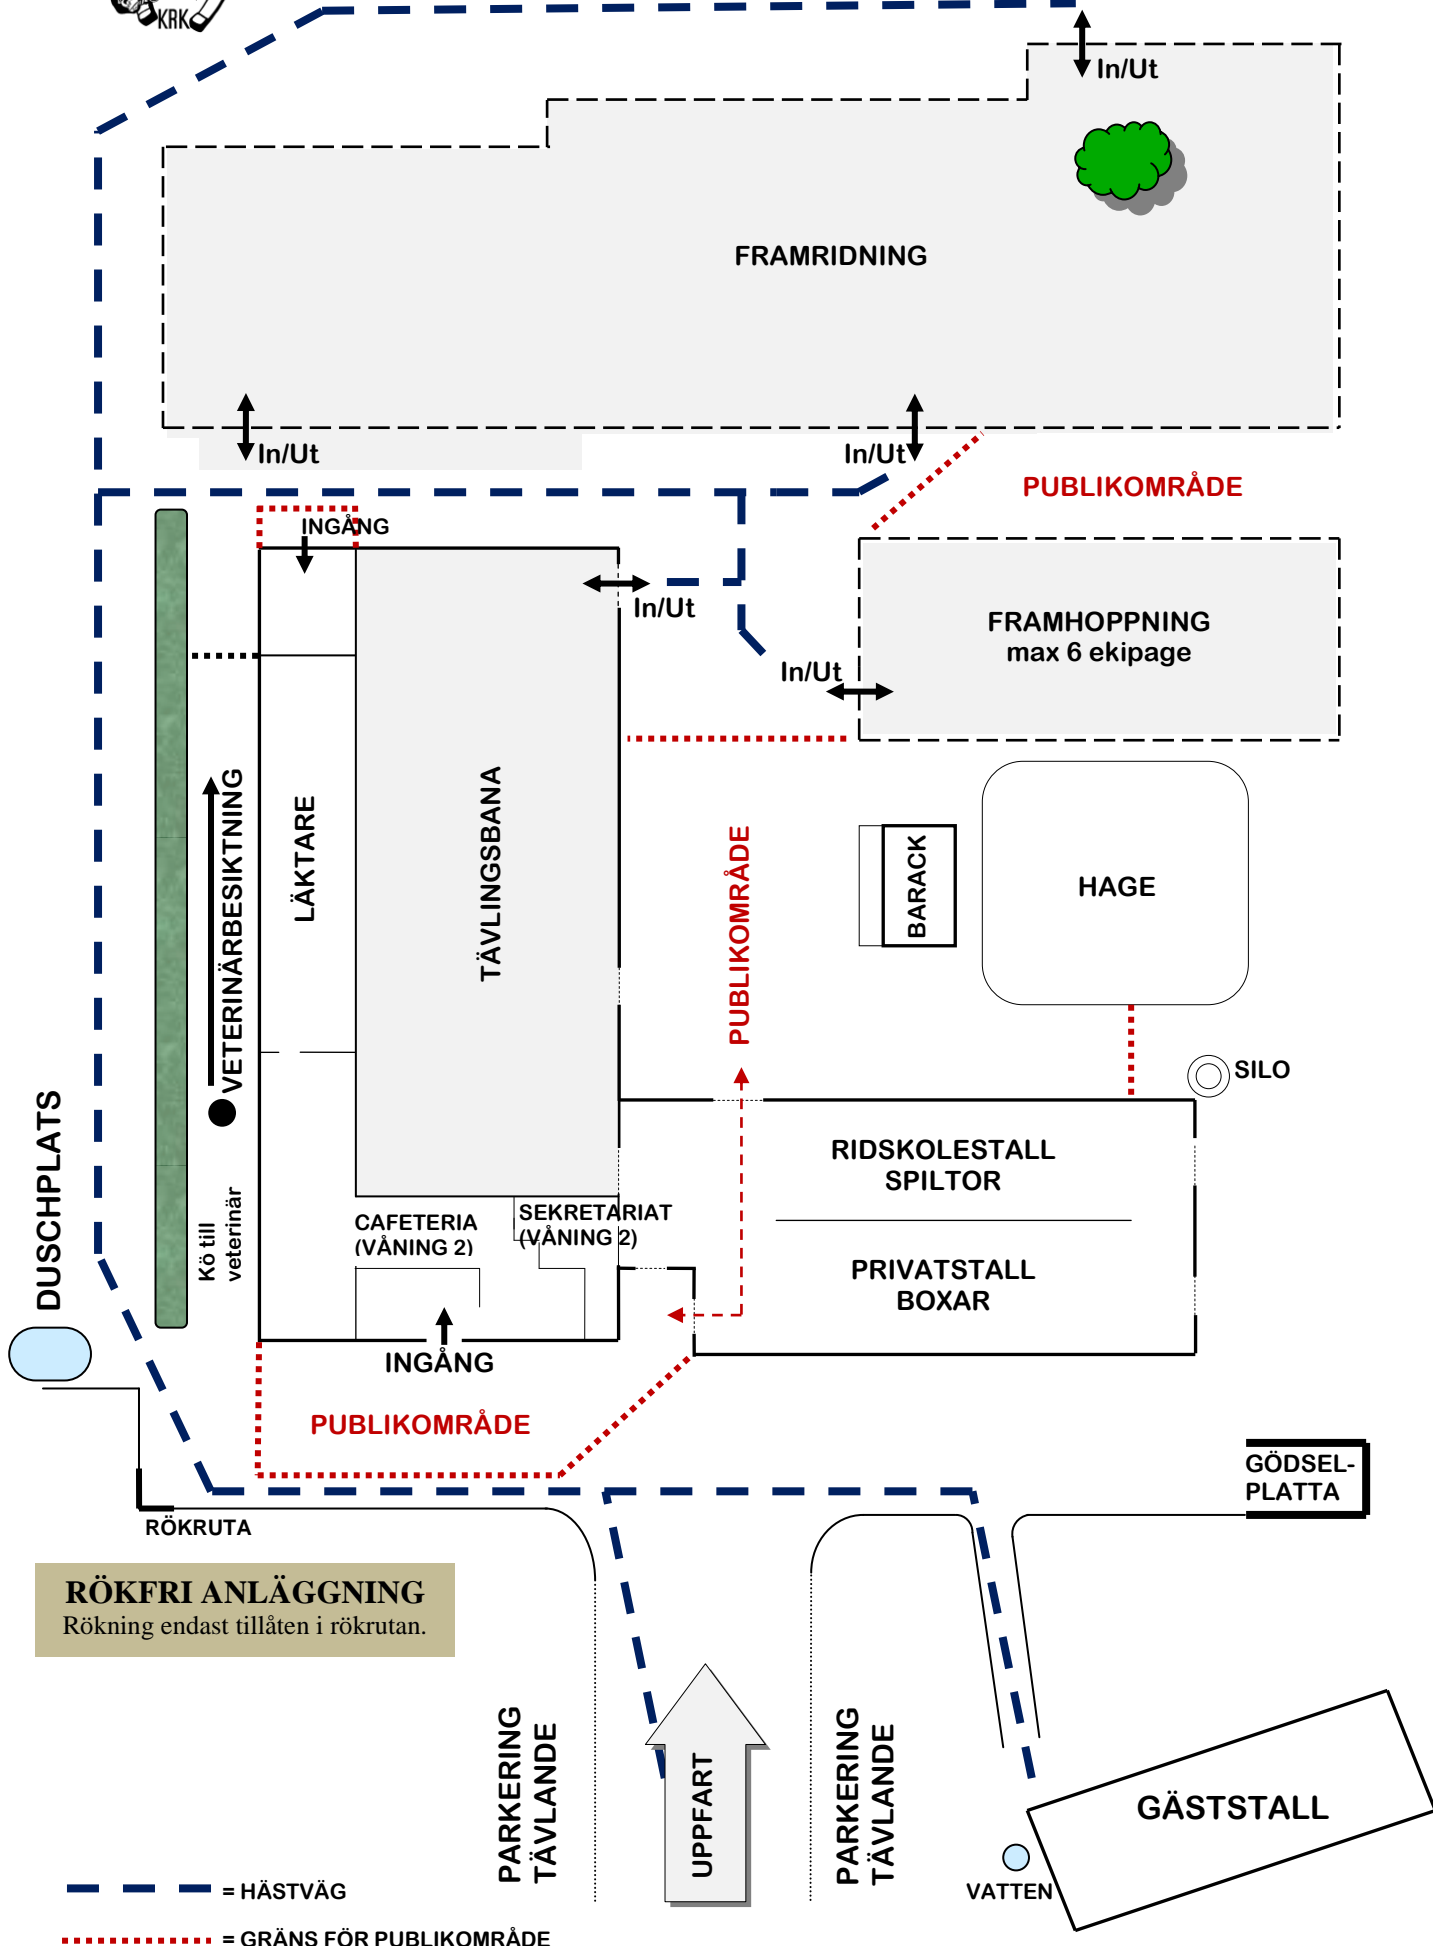 KRK
In/Ut
FRAMRIDNING
In/Ut
In/Ut
PUBLIKOMRÅDE
INGÅNG
In/Ut
FRAMHOPPNING
max 6 ekipage
In/Ut
VETERINÄRBESIKTNING
LÄKTARE
TÄVLINGSBANA
PUBLIKOMRÅDE
BARACK
HAGE
SILO
DUSCHPLATS
Kö till
veterinär
CAFETERIA
(VÅNING 2)
SEKRETARIAT
(VÅNING 2)
RIDSKOLESTALL
SPILTOR
PRIVATSTALL
BOXAR
INGÅNG
PUBLIKOMRÅDE
GÖDSEL-
PLATTA
RÖKRUTA
RÖKFRI ANLÄGGNING
Rökning endast tillåten i rökrutan.
PARKERING
TÄVLANDE
UPPFART
PARKERING
TÄVLANDE
GÄSTSTALL
VATTEN
= HÄSTVÄG
= GRÄNS FÖR PUBLIKOMRÅDE